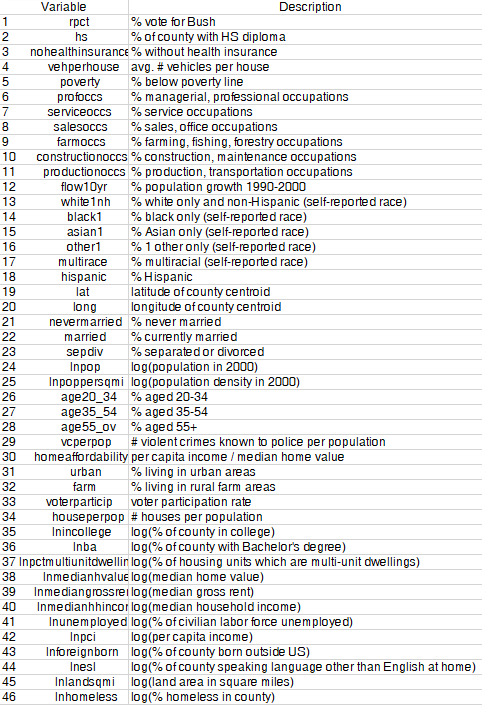 Variable Description
1 rpct % vote for Bush
2 hs % of county with HS diploma
3 nohealthinsurance % without health insurance
4 vehperhouse avg. # vehicles per house
5 poverty % below poverty line
6 profoccs % managerial, professional occupations
7 serviceoccs % service occupations
8 salesoccs % sales, office occupations
9 farmoccs % farming, fishing, forestry occupations
10 constructionoccs % construction, maintenance occupations
11 productionoccs % production, transportation occupations
12 flow10yr % population growth 1990-2000
13 white1nh % white only and non-Hispanic (self-reported race)
14 black1 % black only (self-reported race)
15 asian1 % Asian only (self-reported race)
16 other1 % 1 other only (self-reported race)
17 multirace % multiracial (self-reported race)
18 hispanic % Hispanic
19 lat latitude of county centroid
20 long longitude of county centroid
21 nevermarried % never married
22 married % currently married
23 sepdiv % separated or divorced
24 lnpop log(population in 2000)
25 lnpoppersqmi log(population density in 2000)
26 age20_34 % aged 20-34
27 age35_54 % aged 35-54
28 age55_ov % aged 55+
29 vcperpop # violent crimes known to police per population
30 homeaffordability per capita income / median home value
31 urban % living in urban areas
32 farm % living in rural farm areas
33 voterparticip voter participation rate
34 houseperpop # houses per population
35 lnincollege log(% of county in college)
36 lnba log(% of county with Bachelor's degree)
37 lnpctmultiunitdwellin log(% of housing units which are multi-unit dwellings)
38 lnmedianhvalue log(median home value)
39 lnmediangrossre log(median gross rent)
40 lnmedianhhincor log(median household income)
41 lnunemployed log(% of civilian labor force unemployed)
42 lnpci log(per capita income)
43 lnforeignborn log(% of county born outside US)
44 lnesl log(% of county speaking language other than English at home)
45 lnlandsqmi log(land area in square miles)
46 lnhomeless log(% homeless in county)